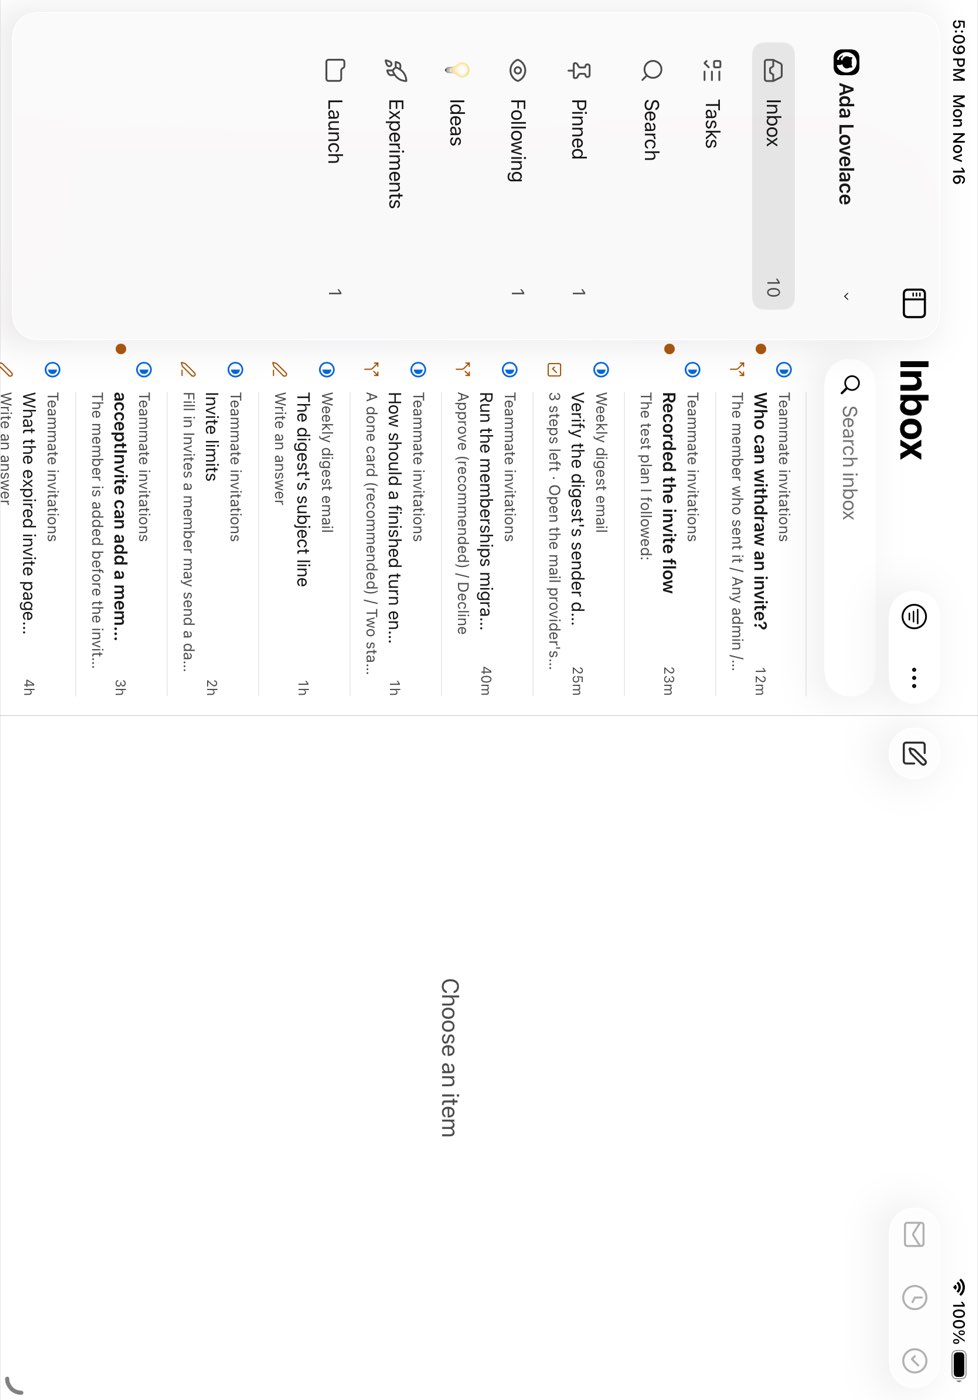 5:09 PM Mon Nov 16
100%
Ada Lovelace
Inbox 10
Tasks
Search
Pinned 1
Following 1
Ideas
Experiments
Launch 1
Inbox
Search inbox
Teammate invitations
Who can withdraw an invite? 12m
The member who sent it / Any admin /...
Teammate invitations
Recorded the invite flow 23m
The test plan I followed:
Weekly digest email
Verify the digest's sender d... 25m
3 steps left · Open the mail provider's...
Teammate invitations
Run the memberships migra... 40m
Approve (recommended) / Decline
Teammate invitations
How should a finished turn en... 1h
A done card (recommended) / Two sta...
Weekly digest email
The digest's subject line 1h
Write an answer
Teammate invitations
Invite limits 2h
Fill in Invites a member may send a da...
Teammate invitations
acceptInvite can add a mem... 3h
The member is added before the invit...
Teammate invitations
What the expired invite page... 4h
Write an answer
Choose an item